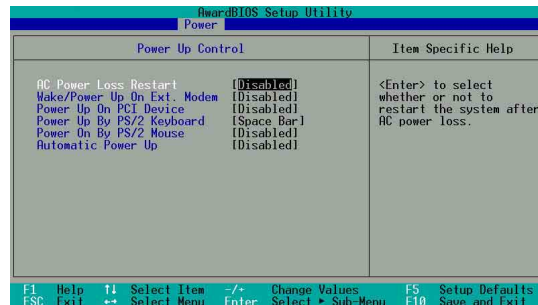 AwardBIOS Setup Utility
Power
Power Up Control
Item Specific Help
AC Power Loss Restart [Disabled]
Wake/Power Up On Ext. Modem [Disabled]
Power Up On PCI Device [Disabled]
Power Up By PS/2 Keyboard [Space Bar]
Power On By PS/2 Mouse [Disabled]
Automatic Power Up [Disabled]
<Enter> to select
whether or not to
restart the system after
AC power loss.
F1 Help ↑↓ Select Item -/+ Change Values F5 Setup Defaults
ESC Exit ↔ Select Menu Enter Select ▸ Sub-Menu F10 Save and Exit